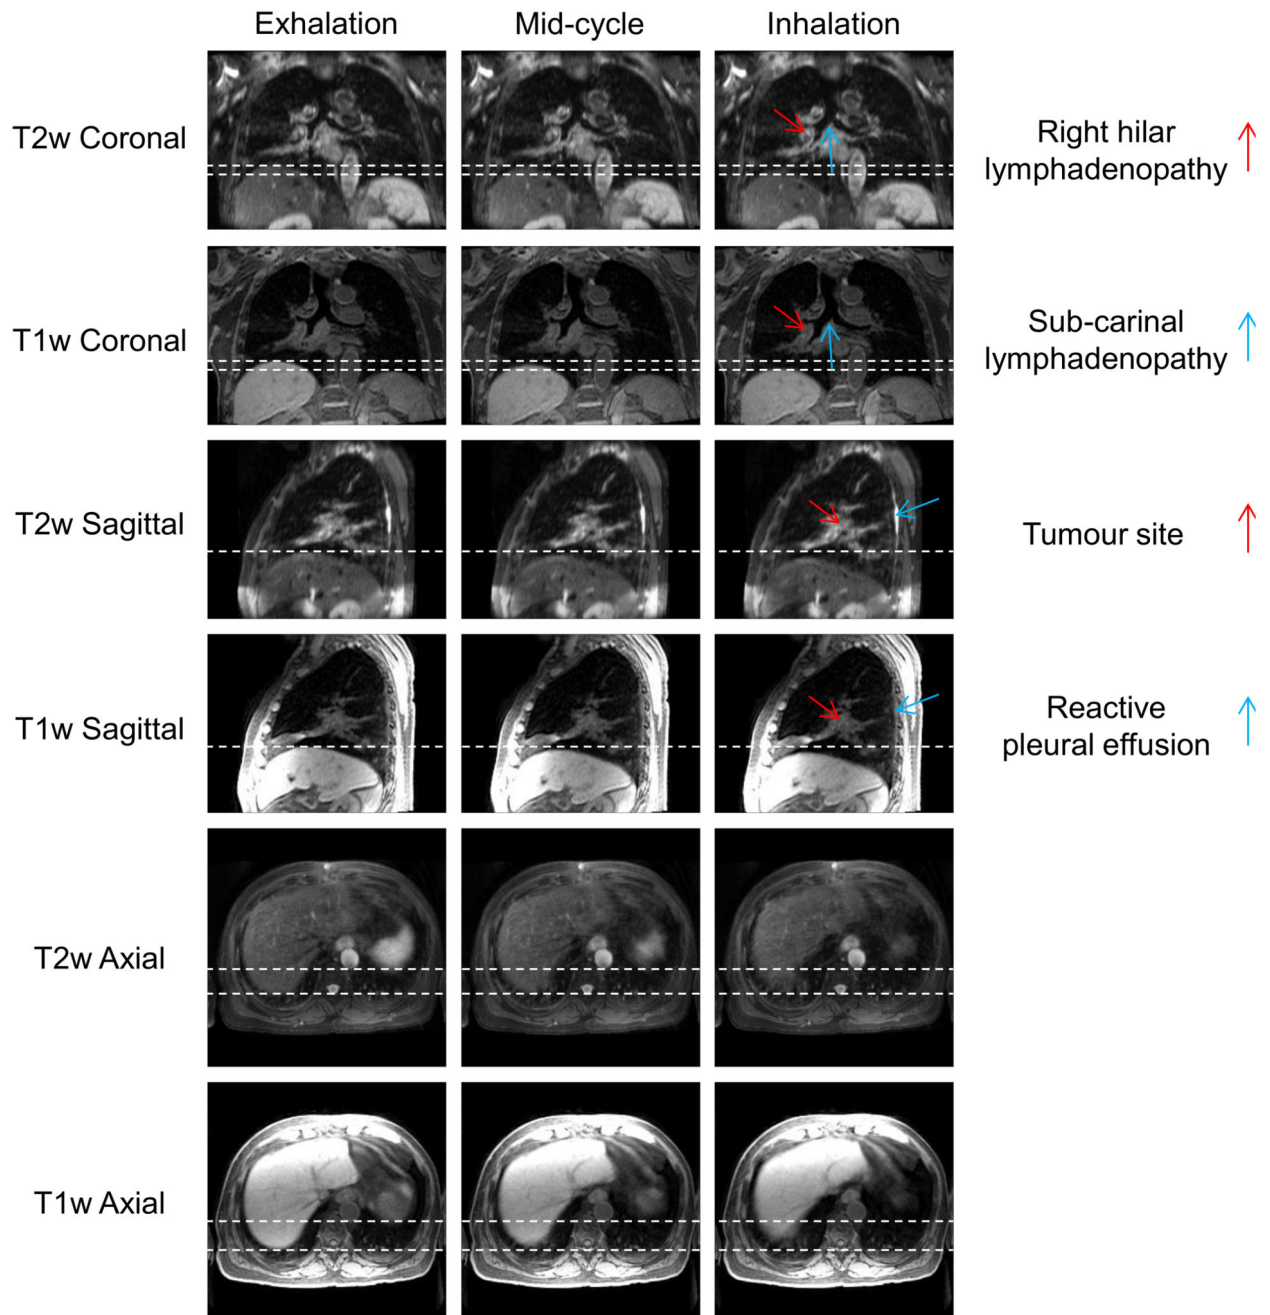 Exhalation
Mid-cycle
Inhalation
T2w Coronal
Right hilar
lymphadenopathy
T1w Coronal
Sub-carinal
lymphadenopathy
T2w Sagittal
Tumour site
T1w Sagittal
Reactive
pleural effusion
T2w Axial
T1w Axial